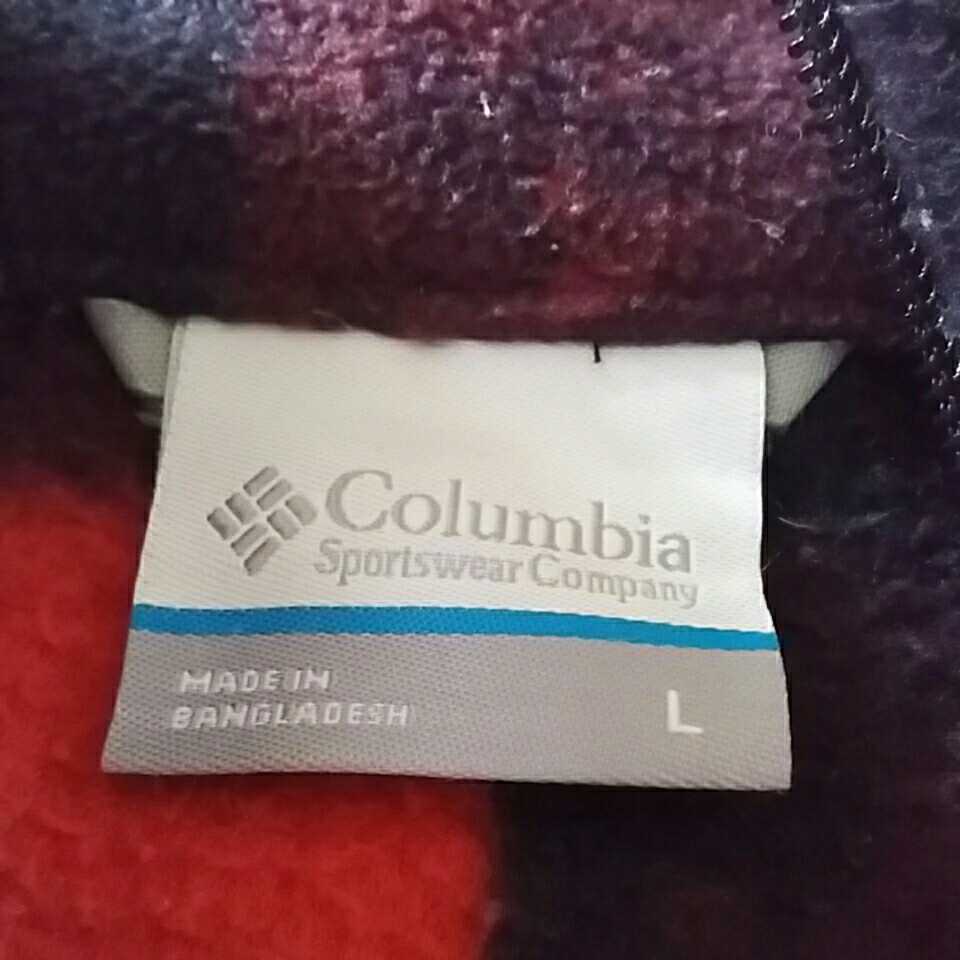 Columbia
Sportswear Company
MADE IN
BANGLADESH
L